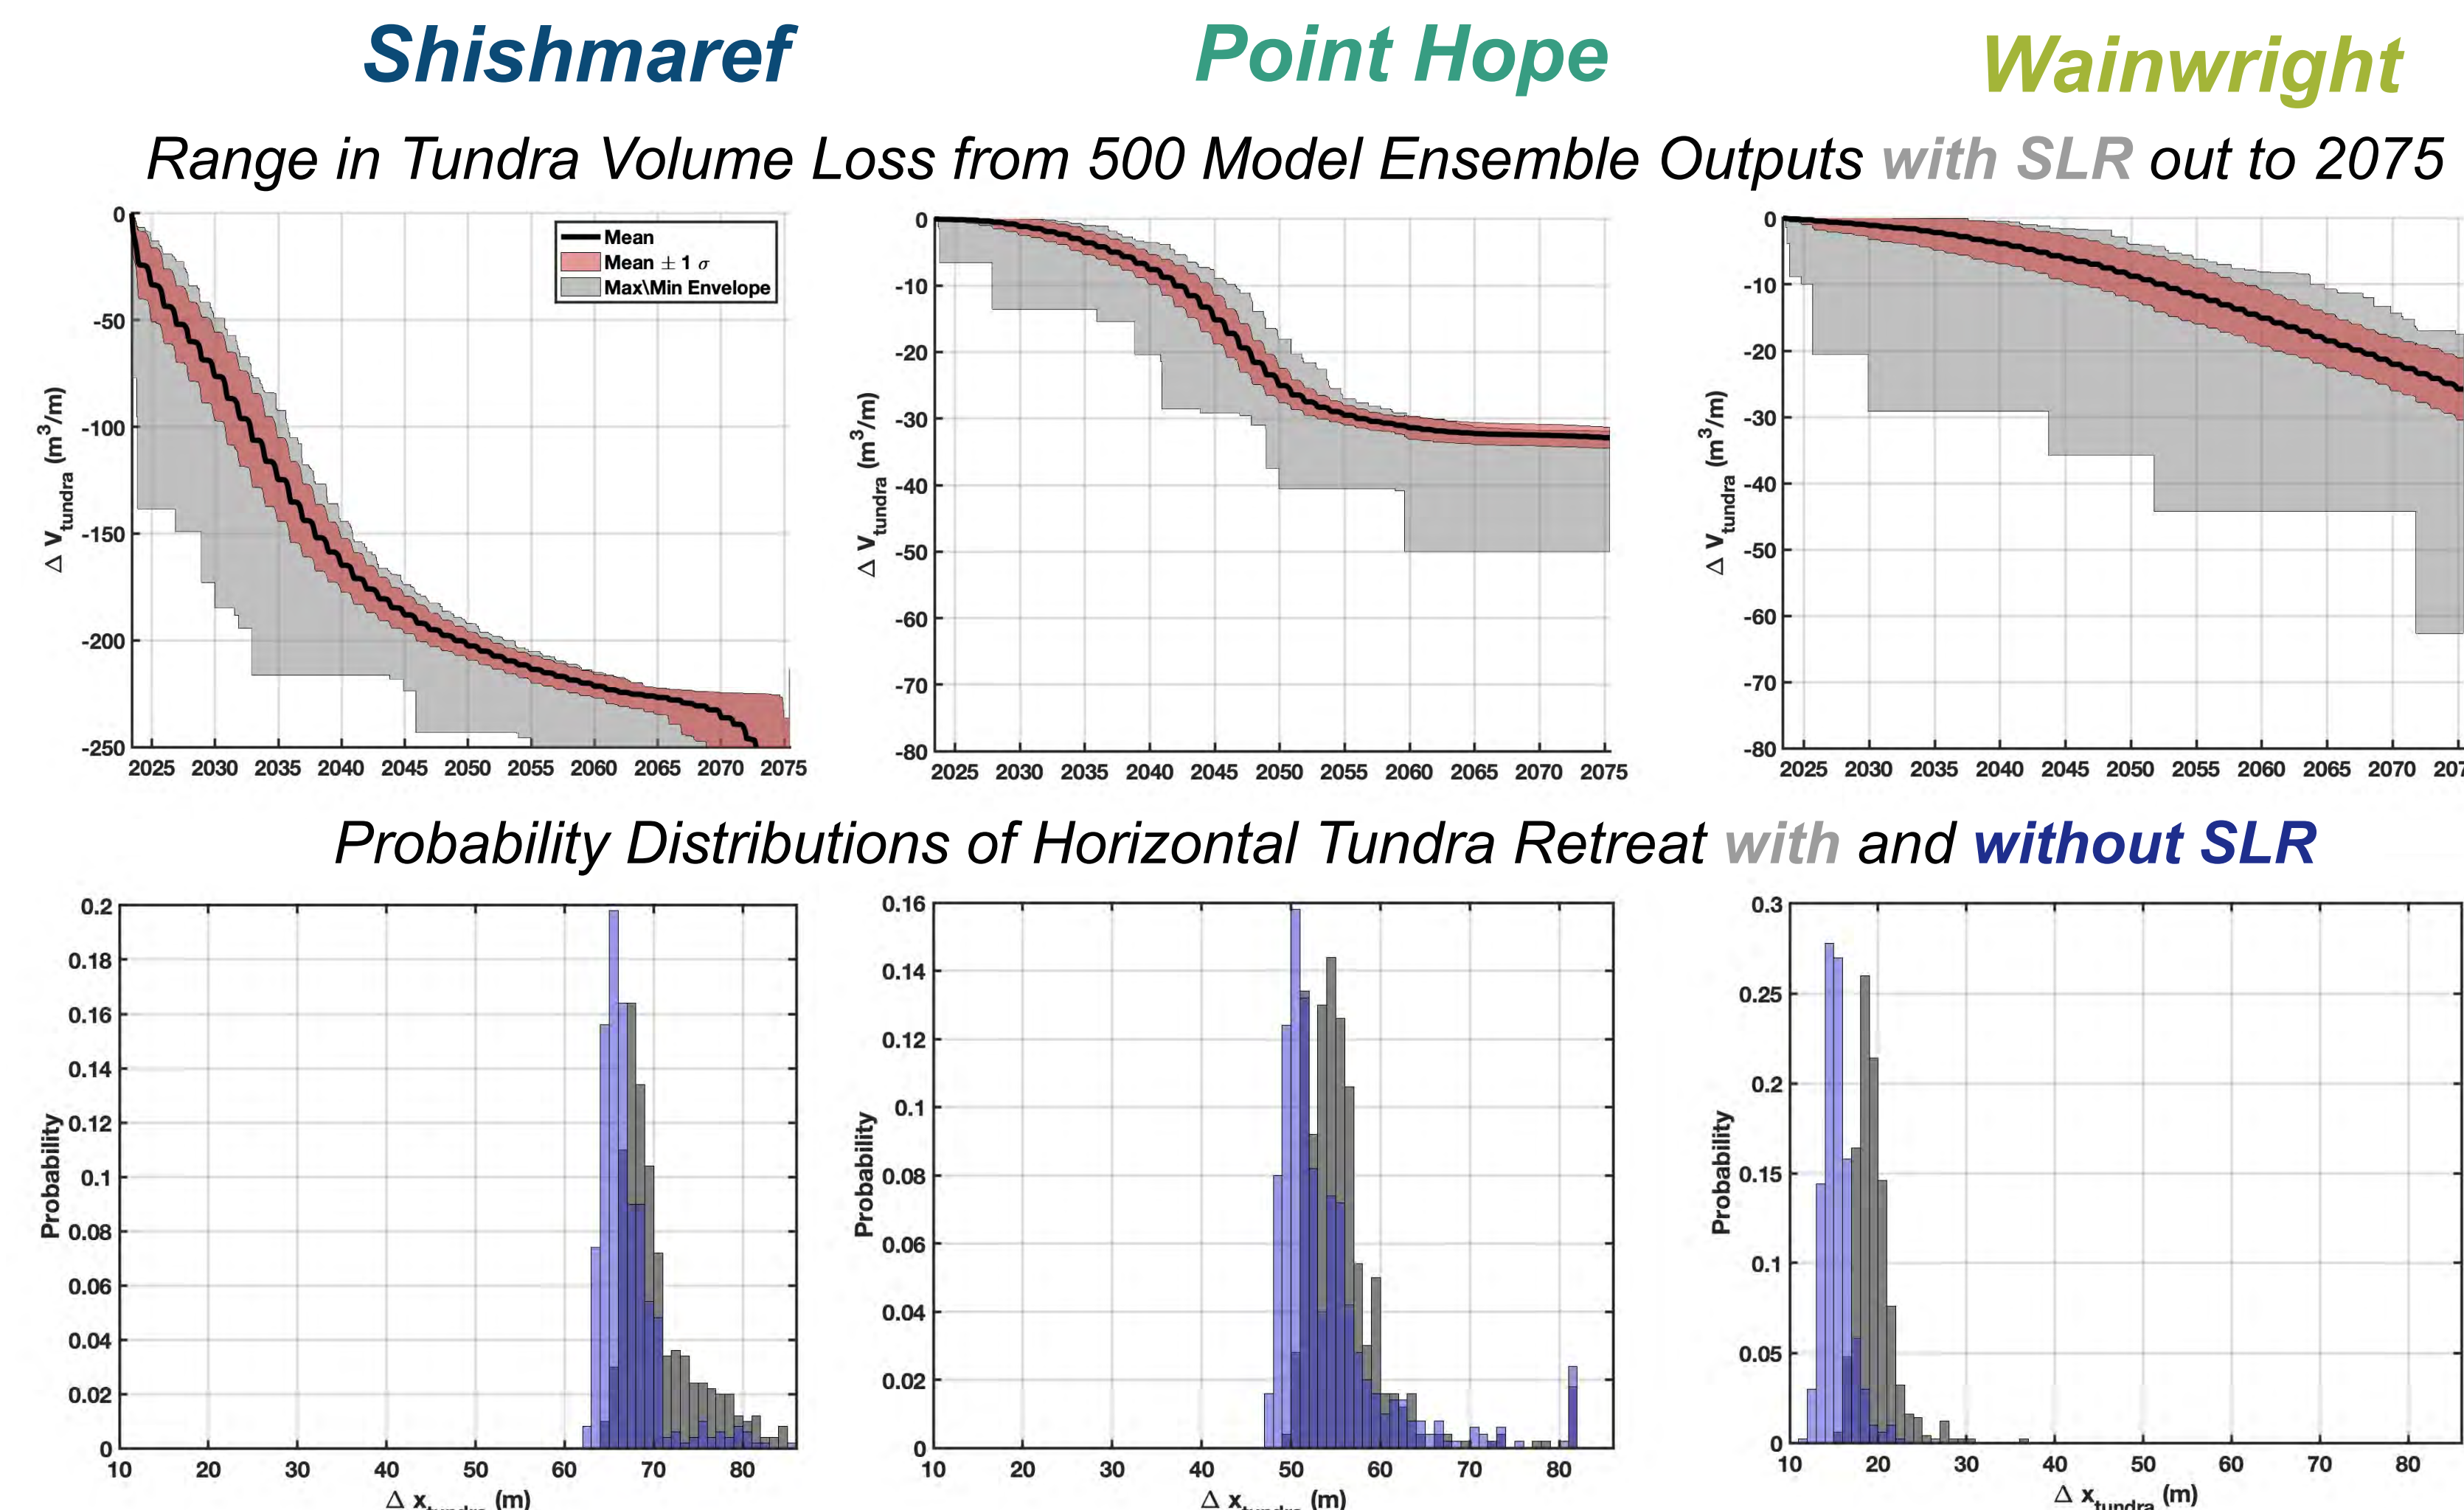 Shishmaref Point Hope Wainwright
Range in Tundra Volume Loss from 500 Model Ensemble Outputs with SLR out to 2075
0
-50
-100
-150
-200
-250
Δ V tundra (m³/m)
Mean
Mean ± 1 σ
Max\Min Envelope
2025 2030 2035 2040 2045 2050 2055 2060 2065 2070 2075
0
-10
-20
-30
-40
-50
-60
-70
-80
Δ V tundra (m³/m)
2025 2030 2035 2040 2045 2050 2055 2060 2065 2070 2075
0
-10
-20
-30
-40
-50
-60
-70
-80
Δ V tundra (m³/m)
2025 2030 2035 2040 2045 2050 2055 2060 2065 2070
Probability Distributions of Horizontal Tundra Retreat with and without SLR
0.2
0.18
0.16
0.14
0.12
0.1
0.08
0.06
0.04
0.02
0
Probability
10 20 30 40 50 60 70 80
Δ x tundra (m)
0.16
0.14
0.12
0.1
0.08
0.06
0.04
0.02
0
Probability
10 20 30 40 50 60 70 80
Δ x tundra (m)
0.3
0.25
0.2
0.15
0.1
0.05
0
Probability
10 20 30 40 50 60 70 80
Δ x tundra (m)